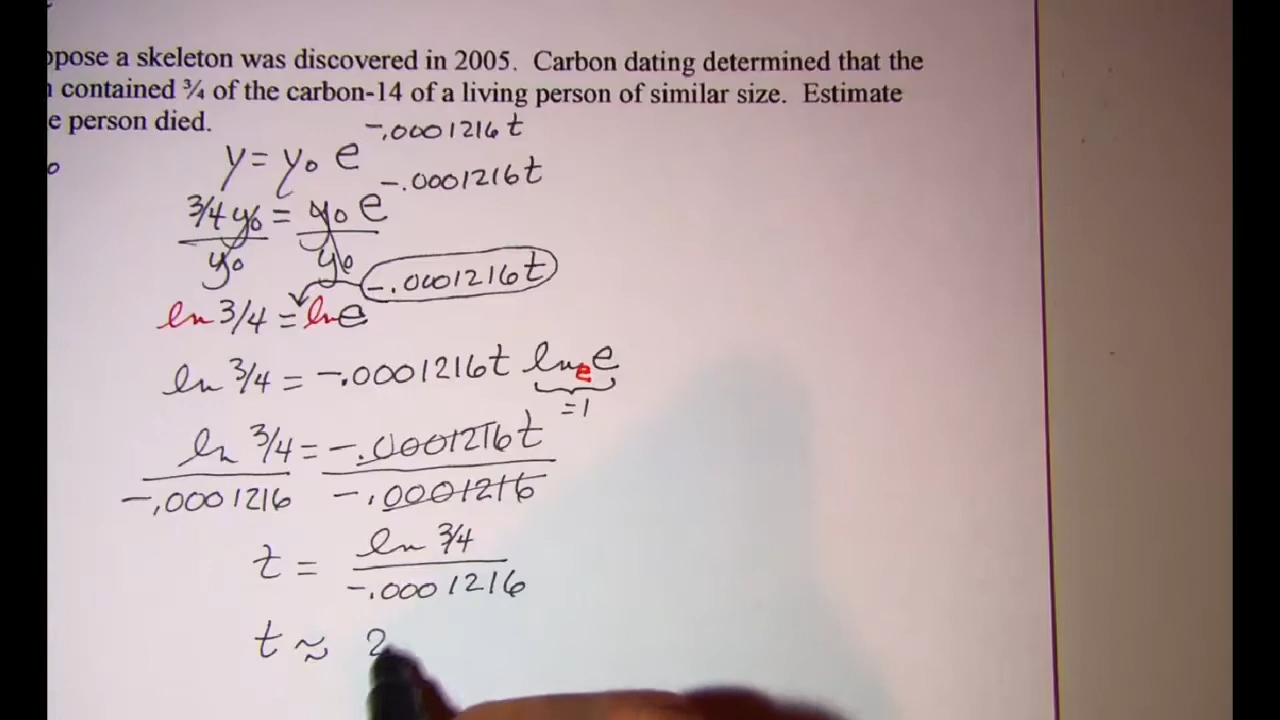 pose a skeleton was discovered in 2005. Carbon dating determined that the
contained ¾ of the carbon-14 of a living person of similar size. Estimate
e person died.
y = y₀ e^-.0001216t
3/4 y₀ = y₀ e^-.0001216t
y₀ y₀
ln 3/4 = ln e^-.0001216t
ln 3/4 = -.0001216t ln_e e
=1
ln 3/4 = -.0001216t
-.0001216 -.0001216
t = ln 3/4
-.0001216
t ≈ 2